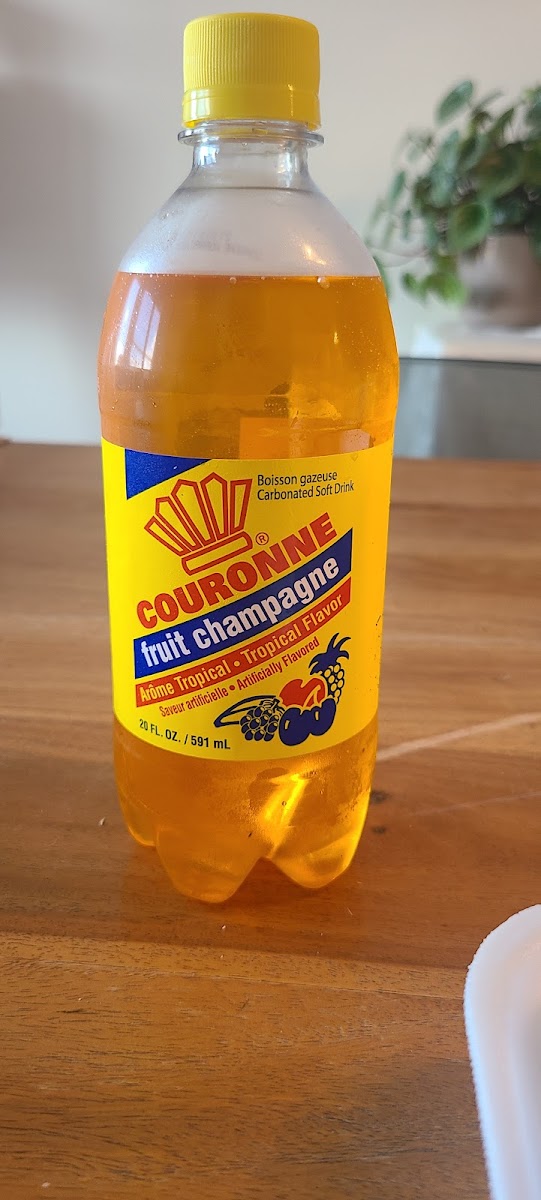 Boisson gazeuse
Carbonated Soft Drink
®
COURONNE
fruit champagne
Arôme Tropical • Tropical Flavor
Saveur artificielle • Artificially Flavored
20 FL. OZ. / 591 mL